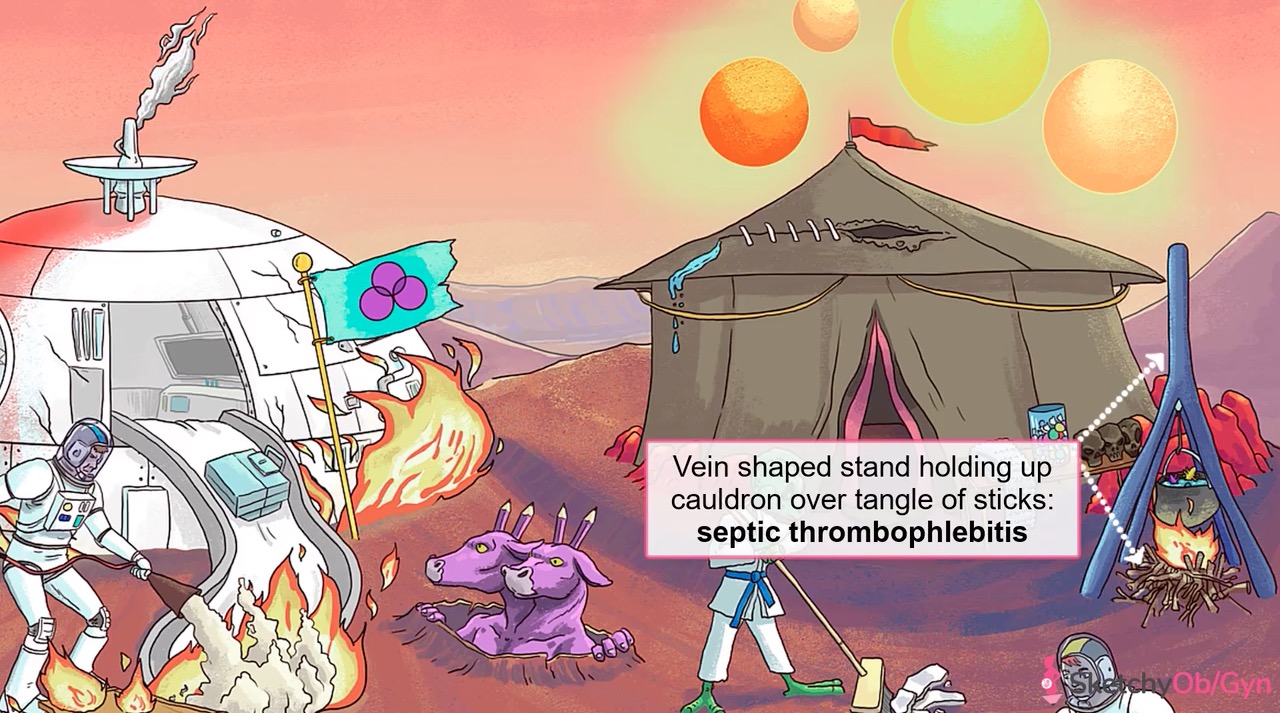 Vein shaped stand holding up
cauldron over tangle of sticks:
septic thrombophlebitis
SketchyOb/Gyn